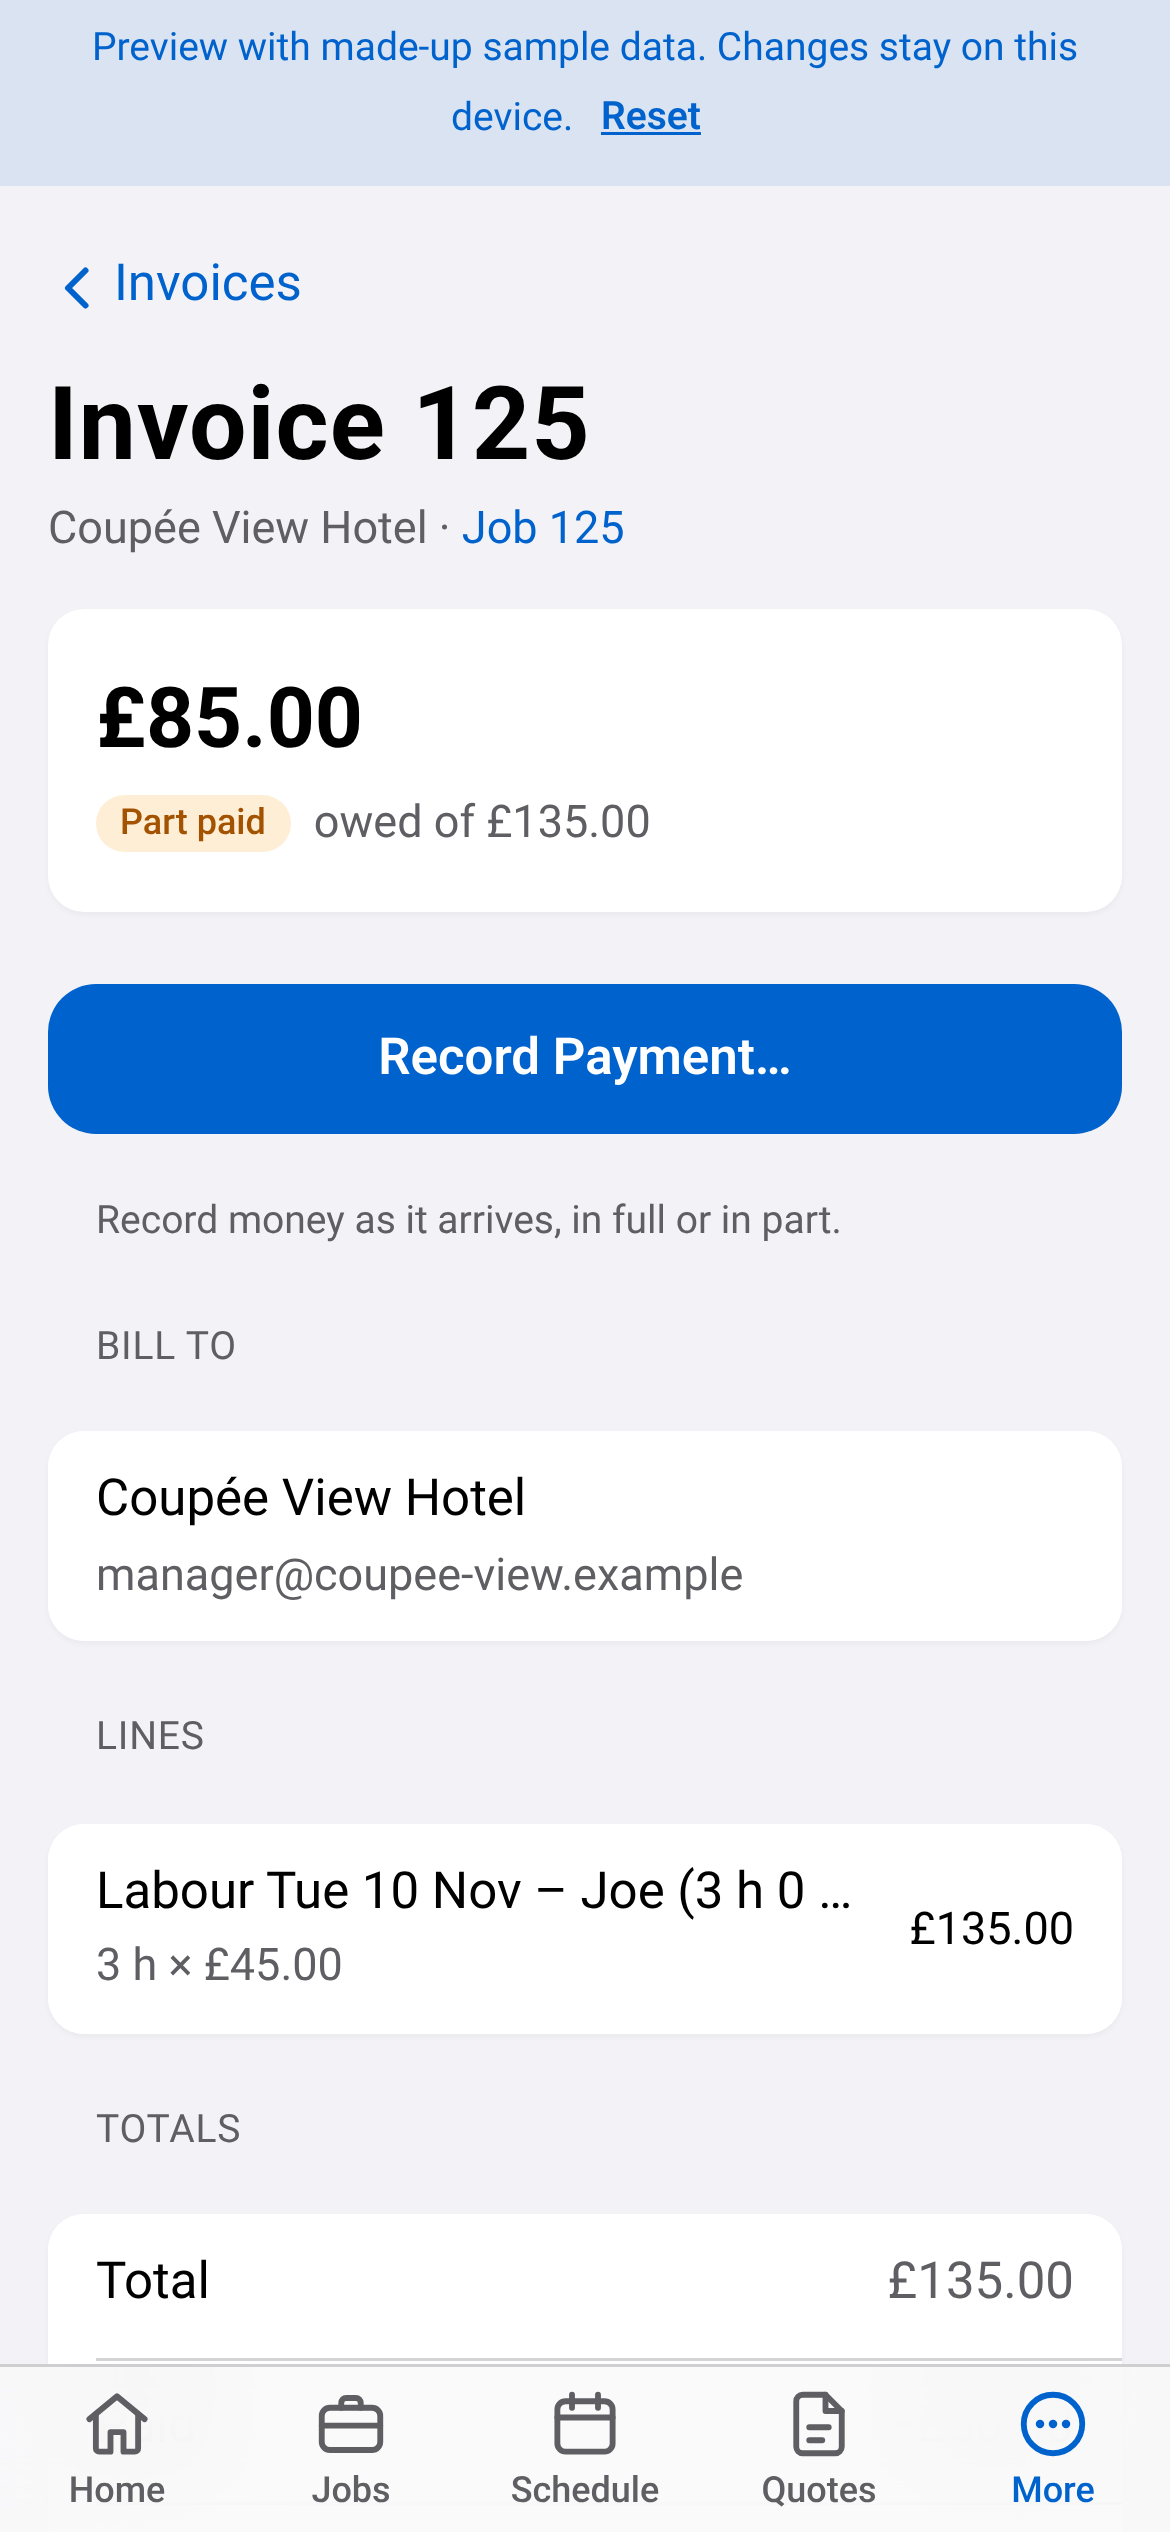 Preview with made-up sample data. Changes stay on this
device. Reset
Invoices
Invoice 125
Coupée View Hotel · Job 125
£85.00
Part paid owed of £135.00
Record Payment...
Record money as it arrives, in full or in part.
BILL TO
Coupée View Hotel
manager@coupee-view.example
LINES
Labour Tue 10 Nov – Joe (3 h 0 ...
£135.00
3 h × £45.00
TOTALS
Total £135.00
Home Jobs Schedule Quotes More